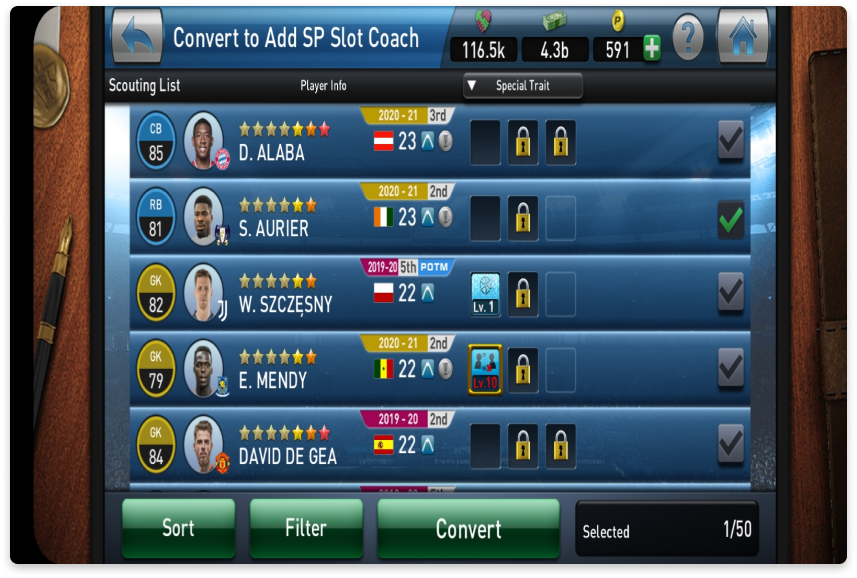 Convert to Add SP Slot Coach
116.5k 4.3b P 591 + ?
Scouting List Player Info ▼ Special Trait
CB 85 D. ALABA 2020 - 21 3rd 23
RB 81 S. AURIER 2020 - 21 2nd 23
GK 82 W. SZCZĘSNY 2019-20 5th POTM 22 Lv. 1
GK 79 E. MENDY 2020 - 21 2nd 22 Lv.10
GK 84 DAVID DE GEA 2019 - 20 2nd 22
Sort Filter Convert Selected 1/50